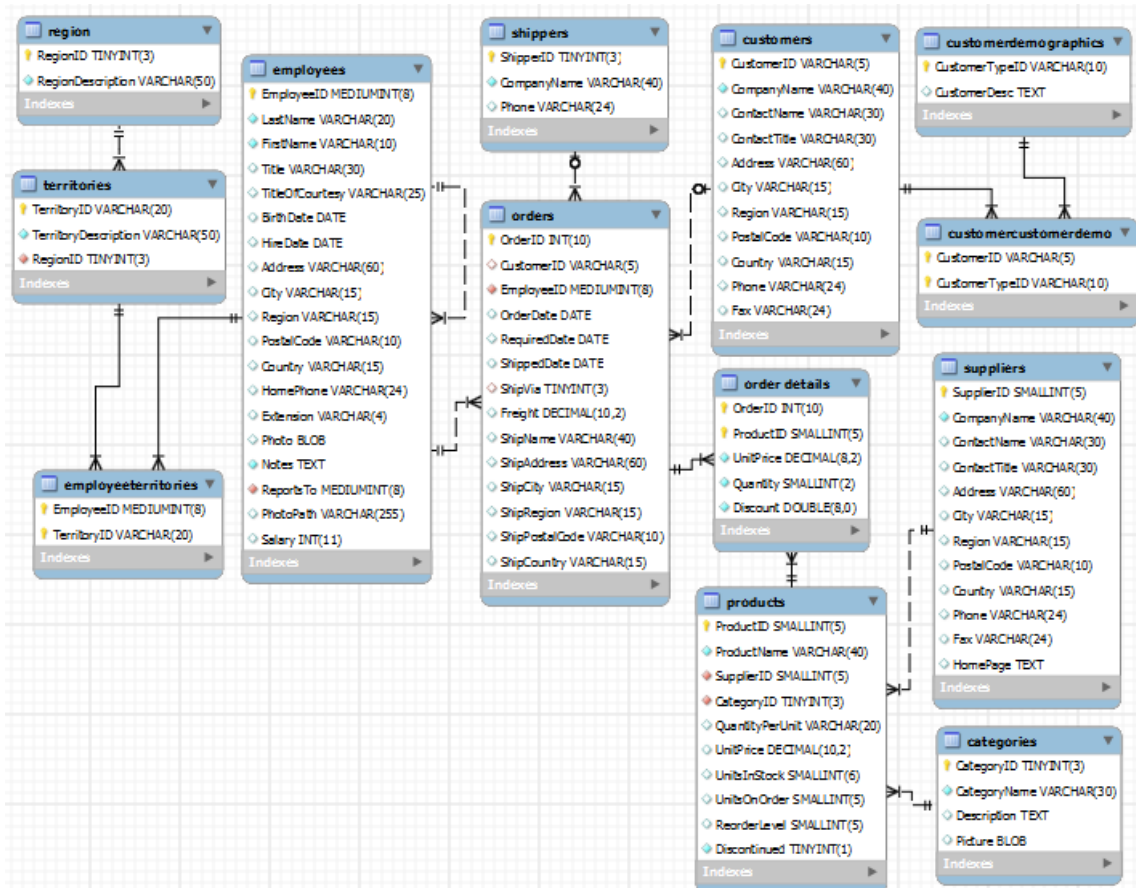 region
RegionID TINYINT(3)
RegionDescription VARCHAR(50)
Indexes
territories
TerritoryID VARCHAR(20)
TerritoryDescription VARCHAR(50)
RegionID TINYINT(3)
Indexes
employeeterritories
EmployeeID MEDIUMINT(8)
TerritoryID VARCHAR(20)
Indexes
employees
EmployeeID MEDIUMINT(8)
LastName VARCHAR(20)
FirstName VARCHAR(10)
Title VARCHAR(30)
TitleOfCourtesy VARCHAR(25)
BirthDate DATE
HireDate DATE
Address VARCHAR(60)
City VARCHAR(15)
Region VARCHAR(15)
PostalCode VARCHAR(10)
Country VARCHAR(15)
HomePhone VARCHAR(24)
Extension VARCHAR(4)
Photo BLOB
Notes TEXT
ReportsTo MEDIUMINT(8)
PhotoPath VARCHAR(255)
Salary INT(11)
Indexes
shippers
ShipperID TINYINT(3)
CompanyName VARCHAR(40)
Phone VARCHAR(24)
Indexes
orders
OrderID INT(10)
CustomerID VARCHAR(5)
EmployeeID MEDIUMINT(8)
OrderDate DATE
RequiredDate DATE
ShippedDate DATE
ShipVia TINYINT(3)
Freight DECIMAL(10,2)
ShipName VARCHAR(40)
ShipAddress VARCHAR(60)
ShipCity VARCHAR(15)
ShipRegion VARCHAR(15)
ShipPostalCode VARCHAR(10)
ShipCountry VARCHAR(15)
Indexes
customers
CustomerID VARCHAR(5)
CompanyName VARCHAR(40)
ContactName VARCHAR(30)
ContactTitle VARCHAR(30)
Address VARCHAR(60)
City VARCHAR(15)
Region VARCHAR(15)
PostalCode VARCHAR(10)
Country VARCHAR(15)
Phone VARCHAR(24)
Fax VARCHAR(24)
Indexes
order details
OrderID INT(10)
ProductID SMALLINT(5)
UnitPrice DECIMAL(8,2)
Quantity SMALLINT(2)
Discount DOUBLE(8,0)
Indexes
products
ProductID SMALLINT(5)
ProductName VARCHAR(40)
SupplierID SMALLINT(5)
CategoryID TINYINT(3)
QuantityPerUnit VARCHAR(20)
UnitPrice DECIMAL(10,2)
UnitsInStock SMALLINT(6)
UnitsOnOrder SMALLINT(5)
ReorderLevel SMALLINT(5)
Discontinued TINYINT(1)
Indexes
customerdemographics
CustomerTypeID VARCHAR(10)
CustomerDesc TEXT
Indexes
customercustomerdemo
CustomerID VARCHAR(5)
CustomerTypeID VARCHAR(10)
Indexes
suppliers
SupplierID SMALLINT(5)
CompanyName VARCHAR(40)
ContactName VARCHAR(30)
ContactTitle VARCHAR(30)
Address VARCHAR(60)
City VARCHAR(15)
Region VARCHAR(15)
PostalCode VARCHAR(10)
Country VARCHAR(15)
Phone VARCHAR(24)
Fax VARCHAR(24)
HomePage TEXT
Indexes
categories
CategoryID TINYINT(3)
CategoryName VARCHAR(30)
Description TEXT
Picture BLOB
Indexes